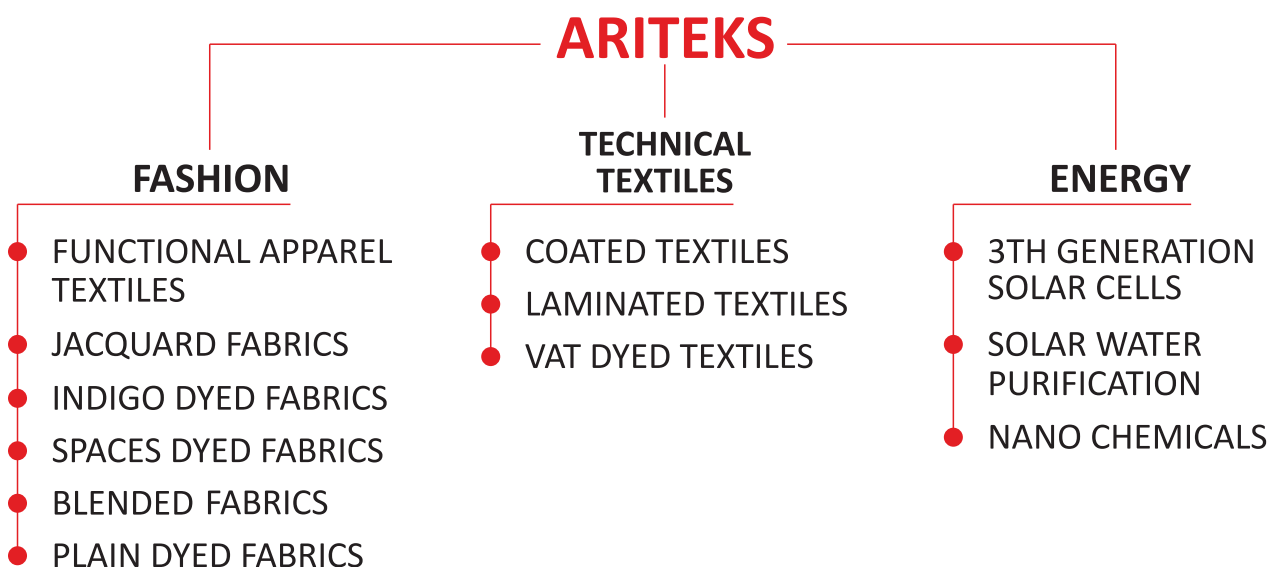 ARITEKS
FASHION
FUNCTIONAL APPAREL
TEXTILES
JACQUARD FABRICS
INDIGO DYED FABRICS
SPACES DYED FABRICS
BLENDED FABRICS
PLAIN DYED FABRICS
TECHNICAL
TEXTILES
COATED TEXTILES
LAMINATED TEXTILES
VAT DYED TEXTILES
ENERGY
3TH GENERATION
SOLAR CELLS
SOLAR WATER
PURIFICATION
NANO CHEMICALS